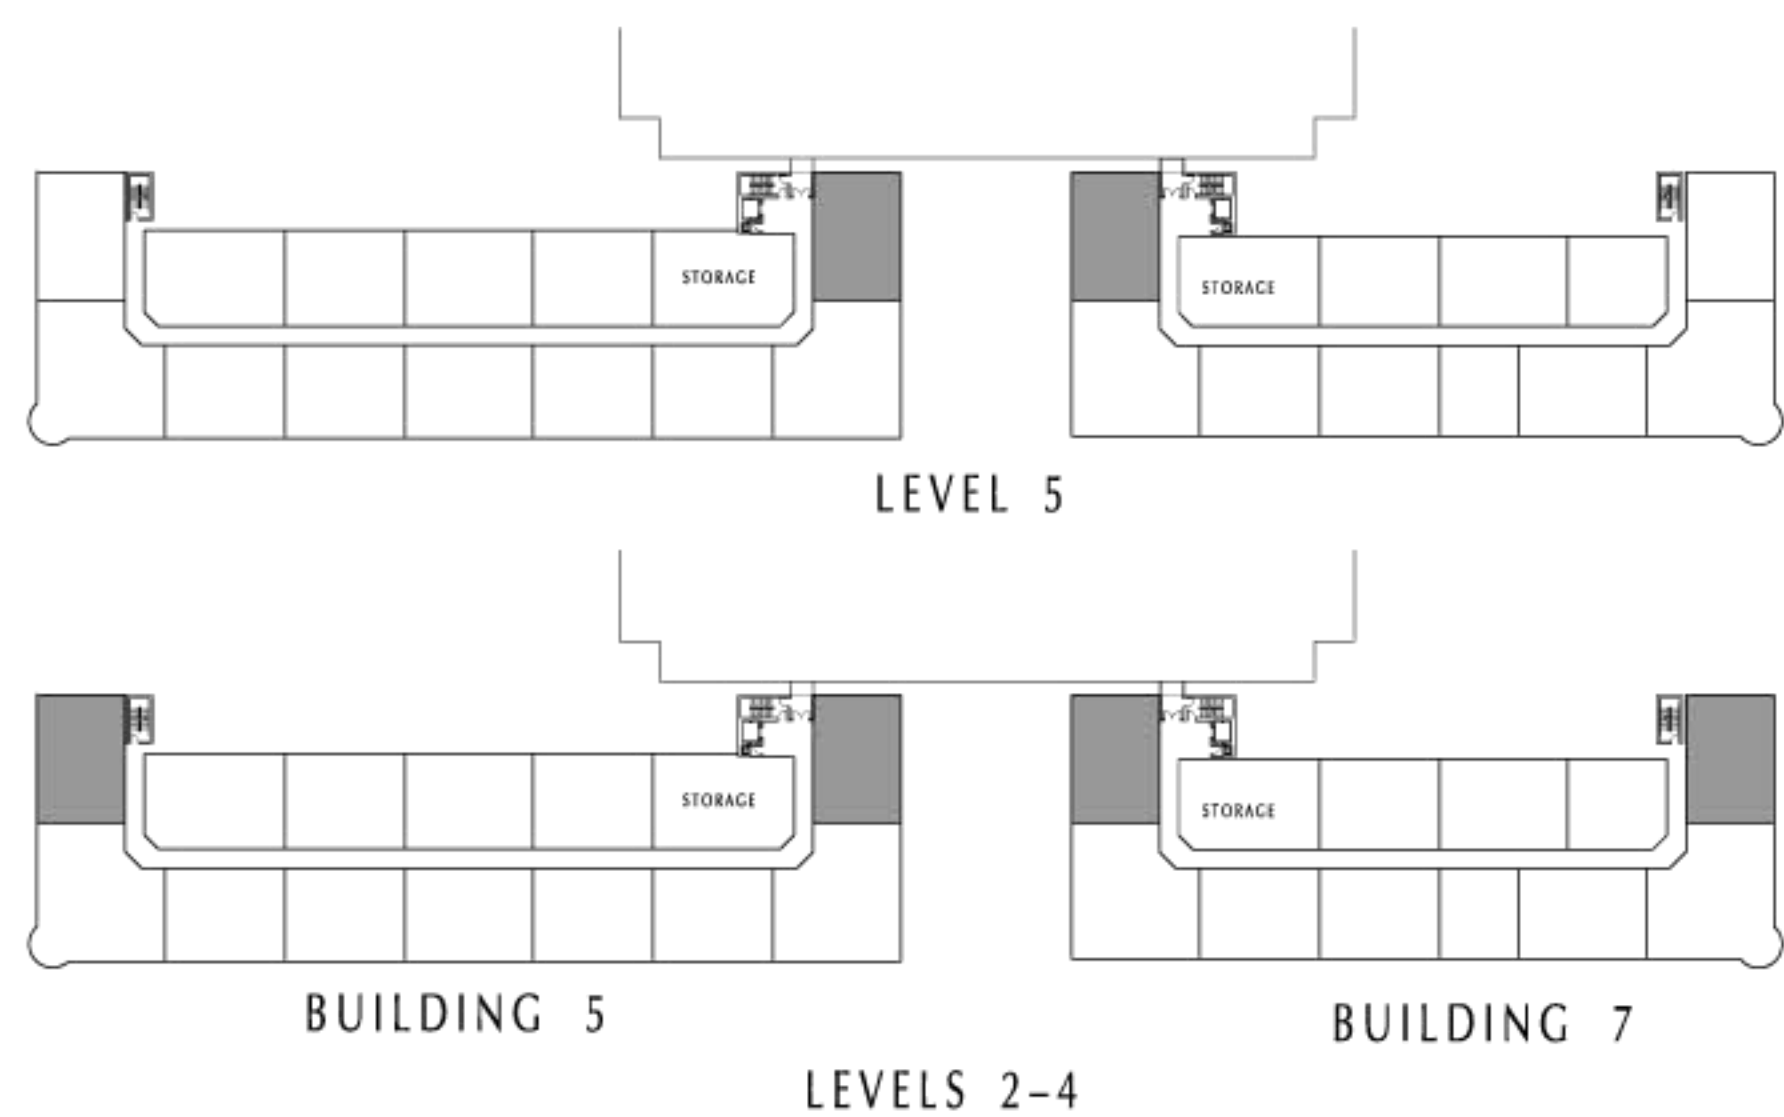 STORAGE
STORAGE
LEVEL 5
STORAGE
STORAGE
BUILDING 5
BUILDING 7
LEVELS 2-4